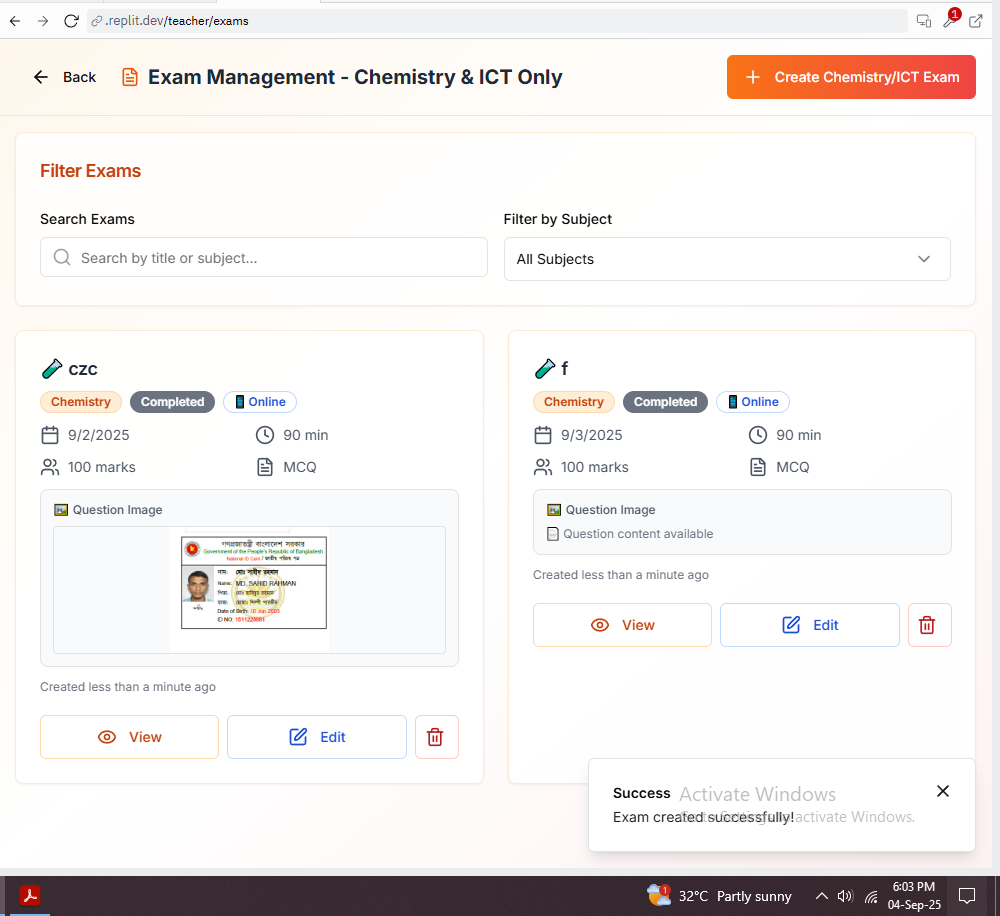 .replit.dev/teacher/exams
1
Back
Exam Management - Chemistry & ICT Only
Create Chemistry/ICT Exam
Filter Exams
Search Exams
Filter by Subject
Search by title or subject...
All Subjects
czc
Chemistry Completed Online
9/2/2025 90 min
100 marks MCQ
Question Image
গণপ্রজাতন্ত্রী বাংলাদেশ সরকার
Government of the People's Republic of Bangladesh
National ID Card / জাতীয় পরিচয় পত্র
নাম: মোঃ সাহীদ রহমান
Name: MD. SAHID RAHMAN
পিতা: মোঃ
মাতা: মোছাঃ
Date of Birth: 10 Jun 2003
ID NO:
Created less than a minute ago
View Edit
f
Chemistry Completed Online
9/3/2025 90 min
100 marks MCQ
Question Image
Question content available
Created less than a minute ago
View Edit
Success
Exam created successfully!
Activate Windows
Go to Settings to activate Windows.
1
32°C Partly sunny
6:03 PM
04-Sep-25